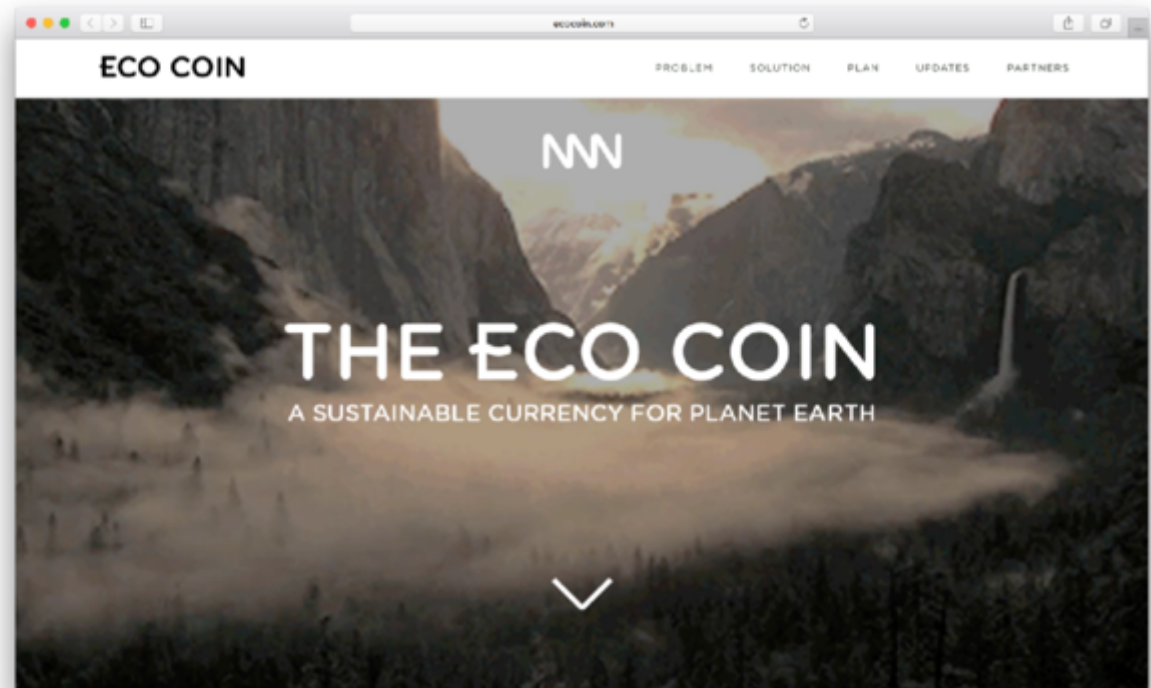 ecocoin.com
ECO COIN
PROBLEM SOLUTION PLAN UPDATES PARTNERS
THE ECO COIN
A SUSTAINABLE CURRENCY FOR PLANET EARTH